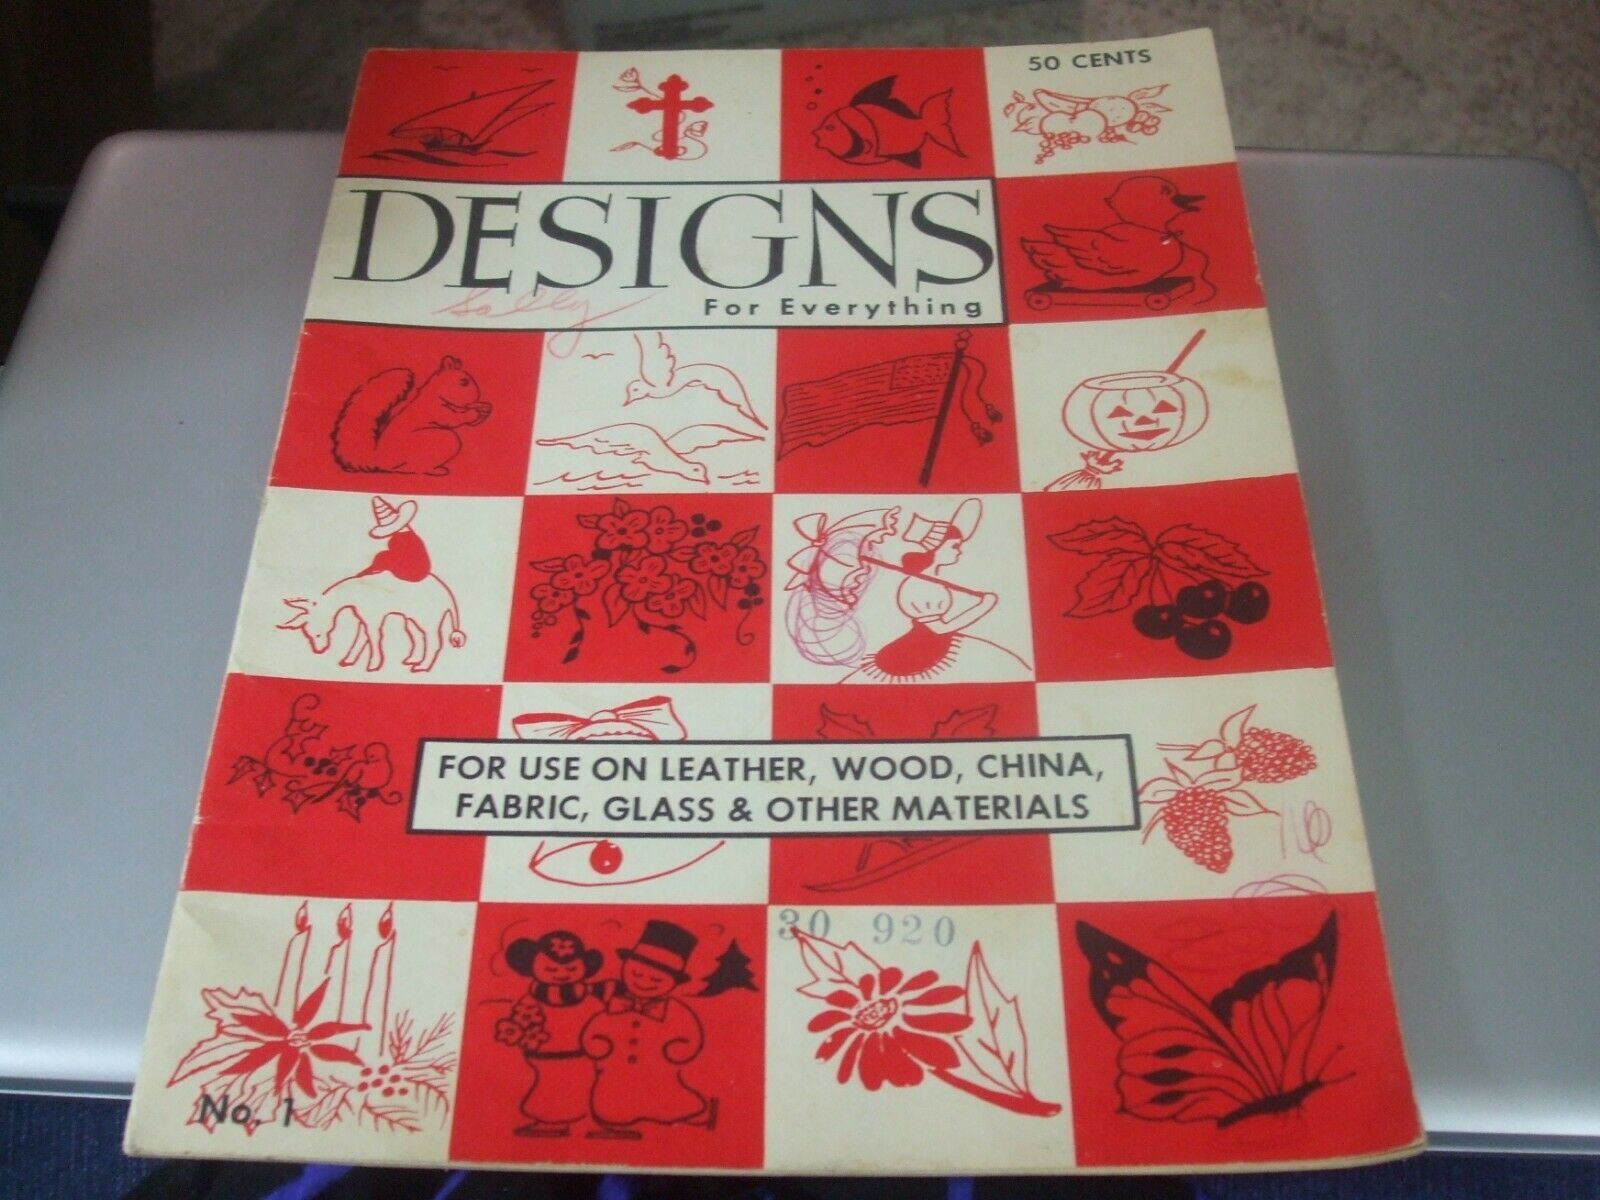 50 CENTS
DESIGNS
Sally
For Everything
FOR USE ON LEATHER, WOOD, CHINA,
FABRIC, GLASS & OTHER MATERIALS
30 920
No. 1